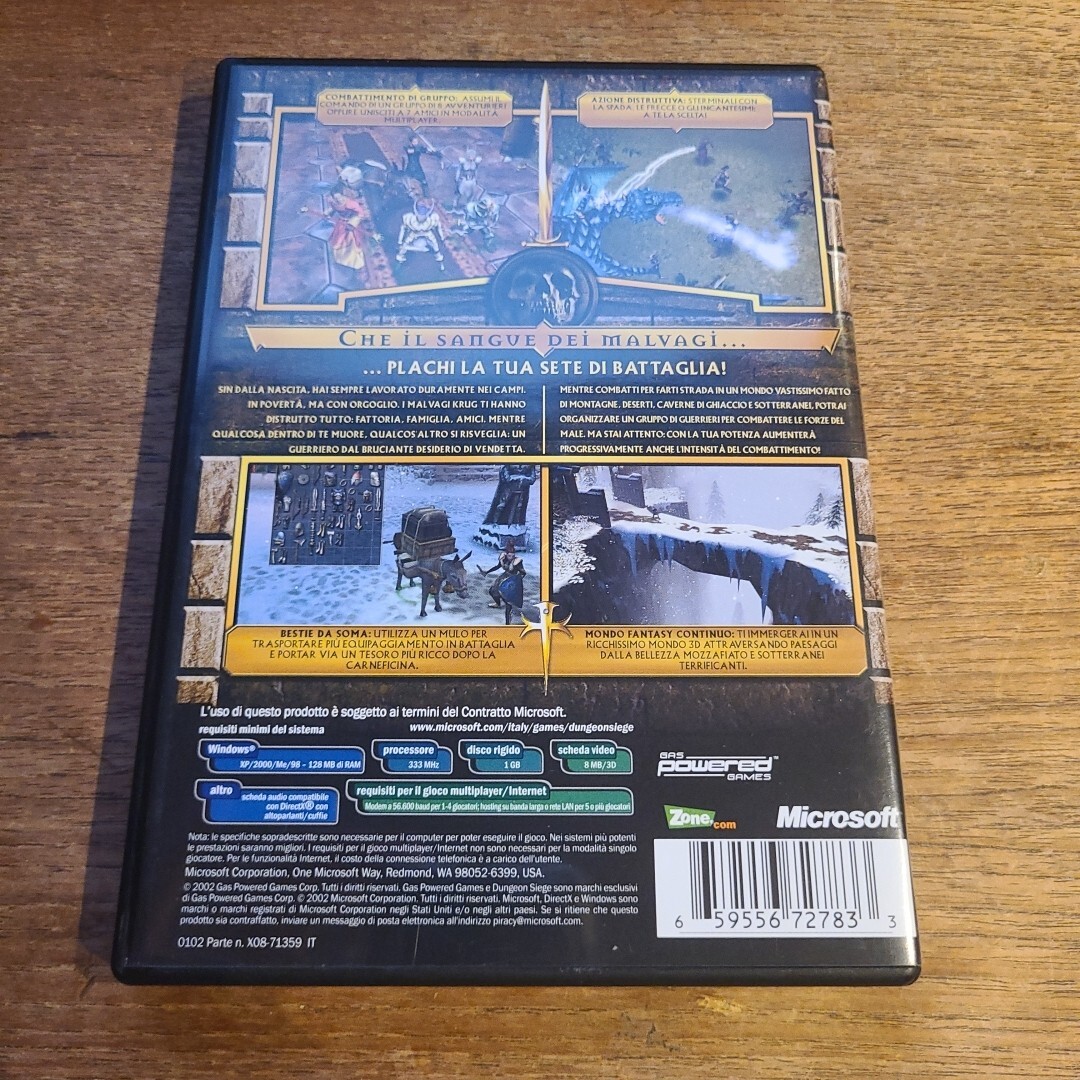 COMBATTIMENTO DI GRUPPO: ASSUMI IL
COMANDO DI UN GRUPPO DI 8 AVVENTURIERI
OPPURE UNISCITI A 7 AMICI IN MODALITÀ
MULTIPLAYER.
AZIONE DISTRUTTIVA: STERMINALI CON
LA SPADA, LE FRECCE O GLI INCANTESIMI.
A TE LA SCELTA!
CHE IL SANGUE DEI MALVAGI...
... PLACHI LA TUA SETE DI BATTAGLIA!
SIN DALLA NASCITA, HAI SEMPRE LAVORATO DURAMENTE NEI CAMPI.
IN POVERTÀ, MA CON ORGOGLIO. I MALVAGI KRUG TI HANNO
DISTRUTTO TUTTO: FATTORIA, FAMIGLIA, AMICI. MENTRE
QUALCOSA DENTRO DI TE MUORE, QUALCOS ALTRO SI RISVEGLIA: UN
GUERRIERO DAL BRUCIANTE DESIDERIO DI VENDETTA.
MENTRE COMBATTI PER FARTI STRADA IN UN MONDO VASTISSIMO FATTO
DI MONTAGNE, DESERTI, CAVERNE DI GHIACCIO E SOTTERRANEI, POTRAI
ORGANIZZARE UN GRUPPO DI GUERRIERI PER COMBATTERE LE FORZE DEL
MALE. MA STAI ATTENTO: CON LA TUA POTENZA AUMENTERÀ
PROGRESSIVAMENTE ANCHE L'INTENSITÀ DEL COMBATTIMENTO!
BESTIE DA SOMA: UTILIZZA UN MULO PER
TRASPORTARE PIÙ EQUIPAGGIAMENTO IN BATTAGLIA
E PORTAR VIA UN TESORO PIÙ RICCO DOPO LA
CARNEFICINA.
MONDO FANTASY CONTINUO: TI IMMERGERAI IN UN
RICCHISSIMO MONDO 3D ATTRAVERSANDO PAESAGGI
DALLA BELLEZZA MOZZAFIATO E SOTTERRANEI
TERRIFICANTI.
L'uso di questo prodotto è soggetto ai termini del Contratto Microsoft.
requisiti minimi del sistema
www.microsoft.com/italy/games/dungeonsiege
Windows®
XP/2000/Me/98 - 128 MB di RAM
processore
333 MHz
disco rigido
1 GB
scheda video
8 MB/3D
altro
scheda audio compatibile
con DirectX® con
altoparlanti/cuffie
requisiti per il gioco multiplayer/Internet
Modem a 56.600 baud per 1-4 giocatori; hosting su banda larga o rete LAN per 5 o più giocatori
GAS
powered™
GAMES
Zone.com
Microsoft
Nota: le specifiche sopradescritte sono necessarie per il computer per poter eseguire il gioco. Nei sistemi più potenti
le prestazioni saranno migliori. I requisiti per il gioco multiplayer/Internet non sono necessari per la modalità singolo
giocatore. Per le funzionalità Internet, il costo della connessione telefonica è a carico dell'utente.
Microsoft Corporation, One Microsoft Way, Redmond, WA 98052-6399, USA.
© 2002 Gas Powered Games Corp. Tutti i diritti riservati. Gas Powered Games e Dungeon Siege sono marchi esclusivi
di Gas Powered Games Corp. © 2002 Microsoft Corporation. Tutti i diritti riservati. Microsoft, DirectX e Windows sono
marchi o marchi registrati di Microsoft Corporation negli Stati Uniti e/o negli altri paesi. Se si ritiene che questo
prodotto sia contraffatto, inviare un messaggio di posta elettronica all'indirizzo piracy@microsoft.com.
0102 Parte n. X08-71359 IT
6 59556 72783 3